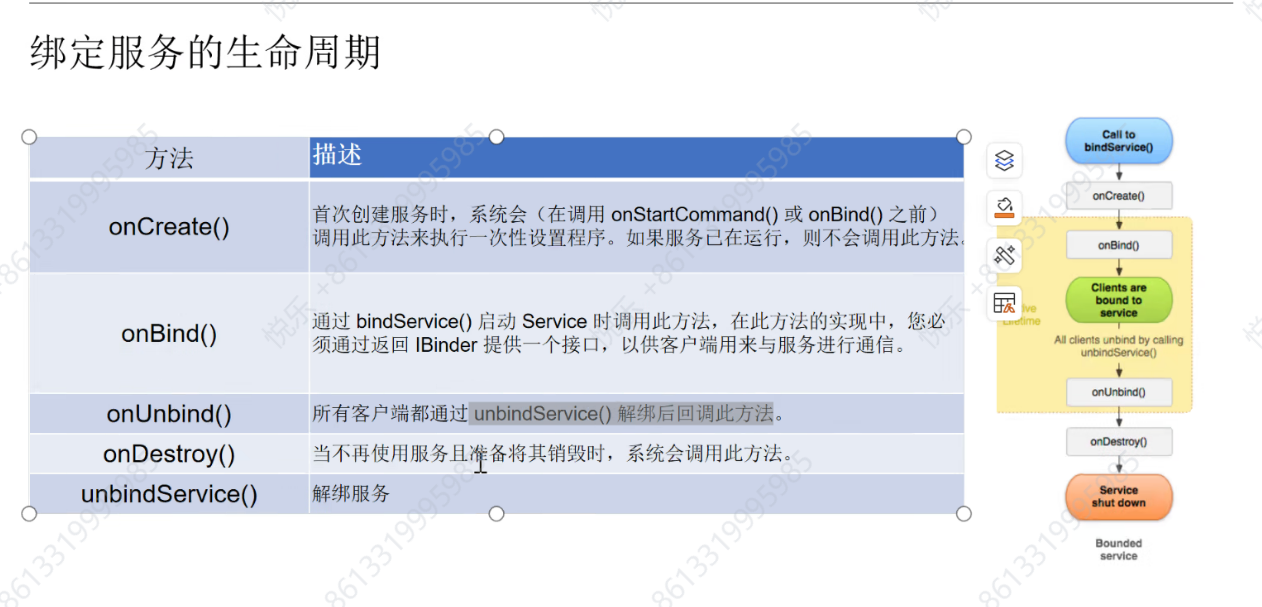 绑定服务的生命周期
方法 描述
onCreate() 首次创建服务时，系统会（在调用 onStartCommand() 或 onBind() 之前）
调用此方法来执行一次性设置程序。如果服务已在运行，则不会调用此方法。
onBind() 通过 bindService() 启动 Service 时调用此方法，在此方法的实现中，您必
须通过返回 IBinder 提供一个接口，以供客户端用来与服务进行通信。
onUnbind() 所有客户端都通过 unbindService() 解绑后回调此方法。
onDestroy() 当不再使用服务且准备将其销毁时，系统会调用此方法。
unbindService() 解绑服务
Call to
bindService()
onCreate()
onBind()
Clients are
bound to
service
Lifetime
All clients unbind by calling
unbindService()
onUnbind()
onDestroy()
Service
shut down
Bounded
service
悦乐 +8613319995985